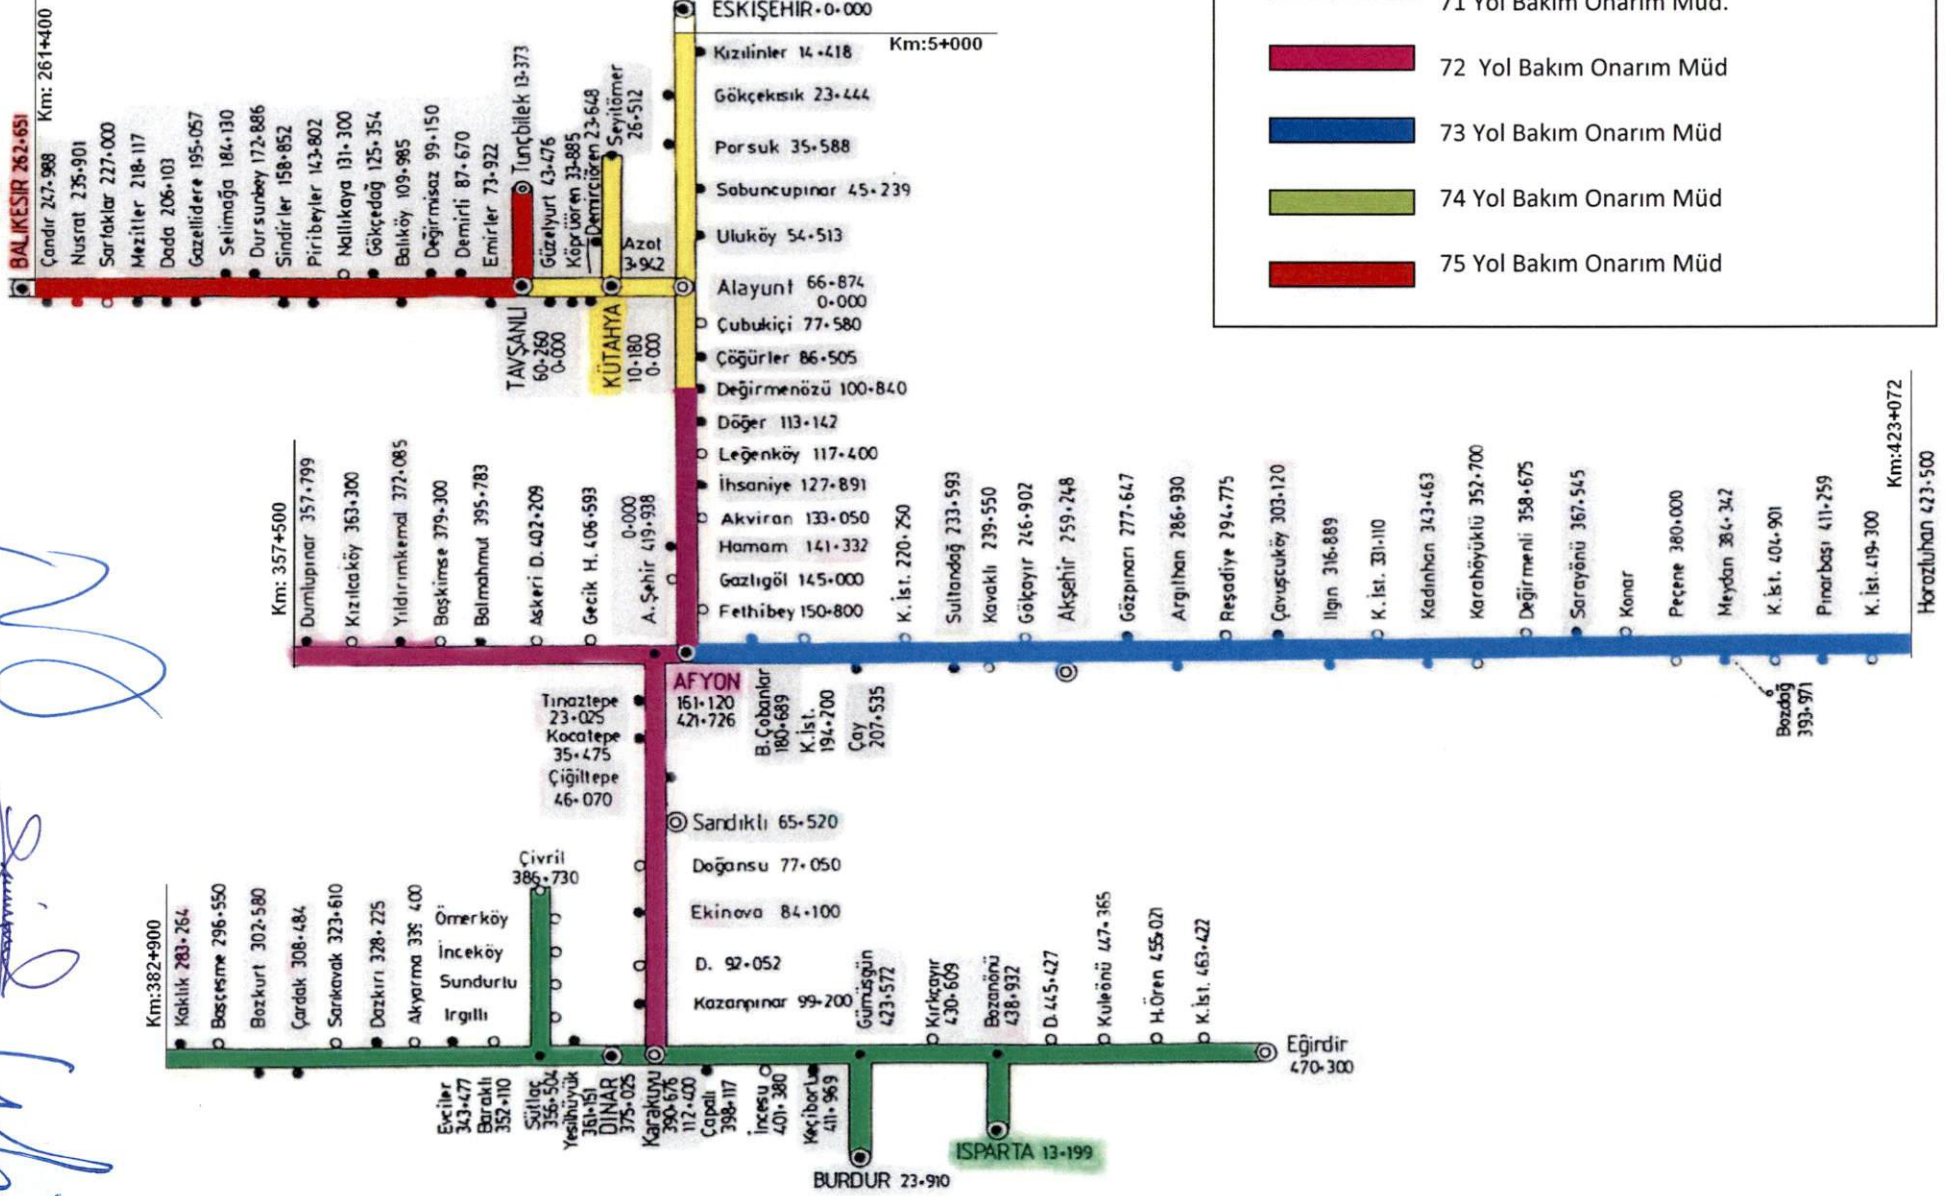 ESKİŞEHİR 0+000
Km:5+000
Kızılinler 14+418
Gökçekısık 23+444
Porsuk 35+588
Sabuncupınar 45+239
Uluköy 54+513
Alayunt 66+874
0+000
Çubukiçi 77+580
Çöğürler 86+505
Değirmenözü 100+840
Döğer 113+142
Leğenköy 117+400
İhsaniye 127+891
Akviran 133+050
Hamam 141+332
Gazlıgöl 145+000
Fethibey 150+800
71 Yol Bakım Onarım Müd.
72 Yol Bakım Onarım Müd
73 Yol Bakım Onarım Müd
74 Yol Bakım Onarım Müd
75 Yol Bakım Onarım Müd
BALIKESİR 262+651
Km: 261+400
Çandır 247+988
Nusrat 235+901
Sarfaklar 227+000
Mezitler 218+117
Dada 206+103
Gazellidere 195+057
Selimağa 184+130
Dursunbey 172+886
Sindirler 158+852
Piribeyler 143+802
Nallıkaya 131+300
Gökçedağ 125+354
Balıköy 109+985
Değirmisaz 99+150
Demirli 87+670
Emirler 73+922
Tunçbilek 13+373
Güzelyurt 43+476
Köprüören 33+885
Demirciören 23+648
Seyitömer
26+512
Azot
3+942
TAVŞANLI
60+260
0+000
KÜTAHYA
10+180
0+000
Km: 357+500
Dumlupınar 357+799
Kızılcaköy 363+300
Yıldırımkemal 372+085
Başkimse 379+300
Balmahmut 395+783
Askeri D. 402+209
Gecik H. 406+593
0+000
A.Şehir 419+938
AFYON
161+120
421+726
B.Çobanlar
180+689
K.İst.
194+200
Çay
207+535
K. İst. 220+250
Sultandağ 233+593
Kavaklı 239+550
Gölçayır 246+902
Akşehir 259+248
Gözpınarı 277+647
Argıthan 286+930
Reşadiye 294+775
Çavuşcuköy 303+120
Ilgın 316+889
K. İst. 331+110
Kadınhan 343+463
Karahöyüklü 352+700
Değirmenli 358+675
Sarayönü 367+545
Konar
Peçene 380+000
Meydan 384+342
K.İst. 404+901
Pınarbaşı 411+259
K.İst. 419+300
Km:423+072
Horozluhan 423+500
Bozdağ
393+971
Tınaztepe
23+025
Kocatepe
35+475
Çiğiltepe
46+070
Sandıklı 65+520
Doğansu 77+050
Ekinova 84+100
D. 92+052
Kazanpınar 99+200
Km:382+900
Kaklık 283+264
Başçeşme 296+550
Bozkurt 302+580
Çardak 308+484
Sarıkavak 323+610
Dazkırı 328+225
Akyarma 339 400
Çivril
386+730
Ömerköy
İnceköy
Sundurlu
Irgıllı
Evciler
343+477
Baraklı
352+110
Sütlaç
356+504
Yeşilhüyük
361+151
DİNAR
375+025
Karakuyu
390+676
112+400
Çapalı
398+117
İncesu
401+380
Keçiborlu
411+969
Gümüşgün
423+572
Kırkçayır
430+609
Bozanönü
438+932
D.445+427
Kuleönü 447+365
H.Ören 455+021
K.İst. 463+422
Eğirdir
470+300
ISPARTA 13+199
BURDUR 23+910